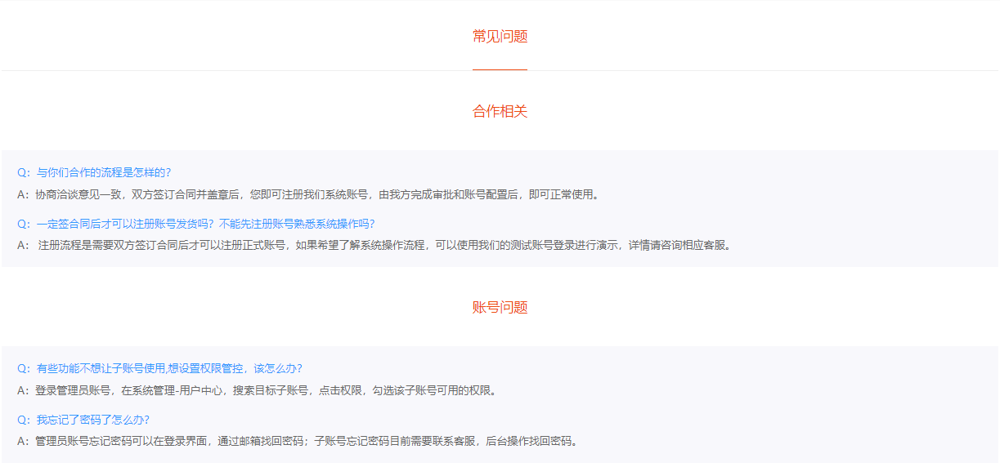 常见问题
合作相关
Q：与你们合作的流程是怎样的？
A：协商洽谈意见一致，双方签订合同并盖章后，您即可注册我们系统账号，由我方完成审批和账号配置后，即可正常使用。
Q：一定签合同后才可以注册账号发货吗？不能先注册账号熟悉系统操作吗？
A： 注册流程是需要双方签订合同后才可以注册正式账号，如果希望了解系统操作流程，可以使用我们的测试账号登录进行演示，详情请咨询相应客服。
账号问题
Q：有些功能不想让子账号使用,想设置权限管控，该怎么办？
A：登录管理员账号，在系统管理-用户中心，搜索目标子账号，点击权限，勾选该子账号可用的权限。
Q：我忘记了密码了怎么办？
A：管理员账号忘记密码可以在登录界面，通过邮箱找回密码；子账号忘记密码目前需要联系客服，后台操作找回密码。